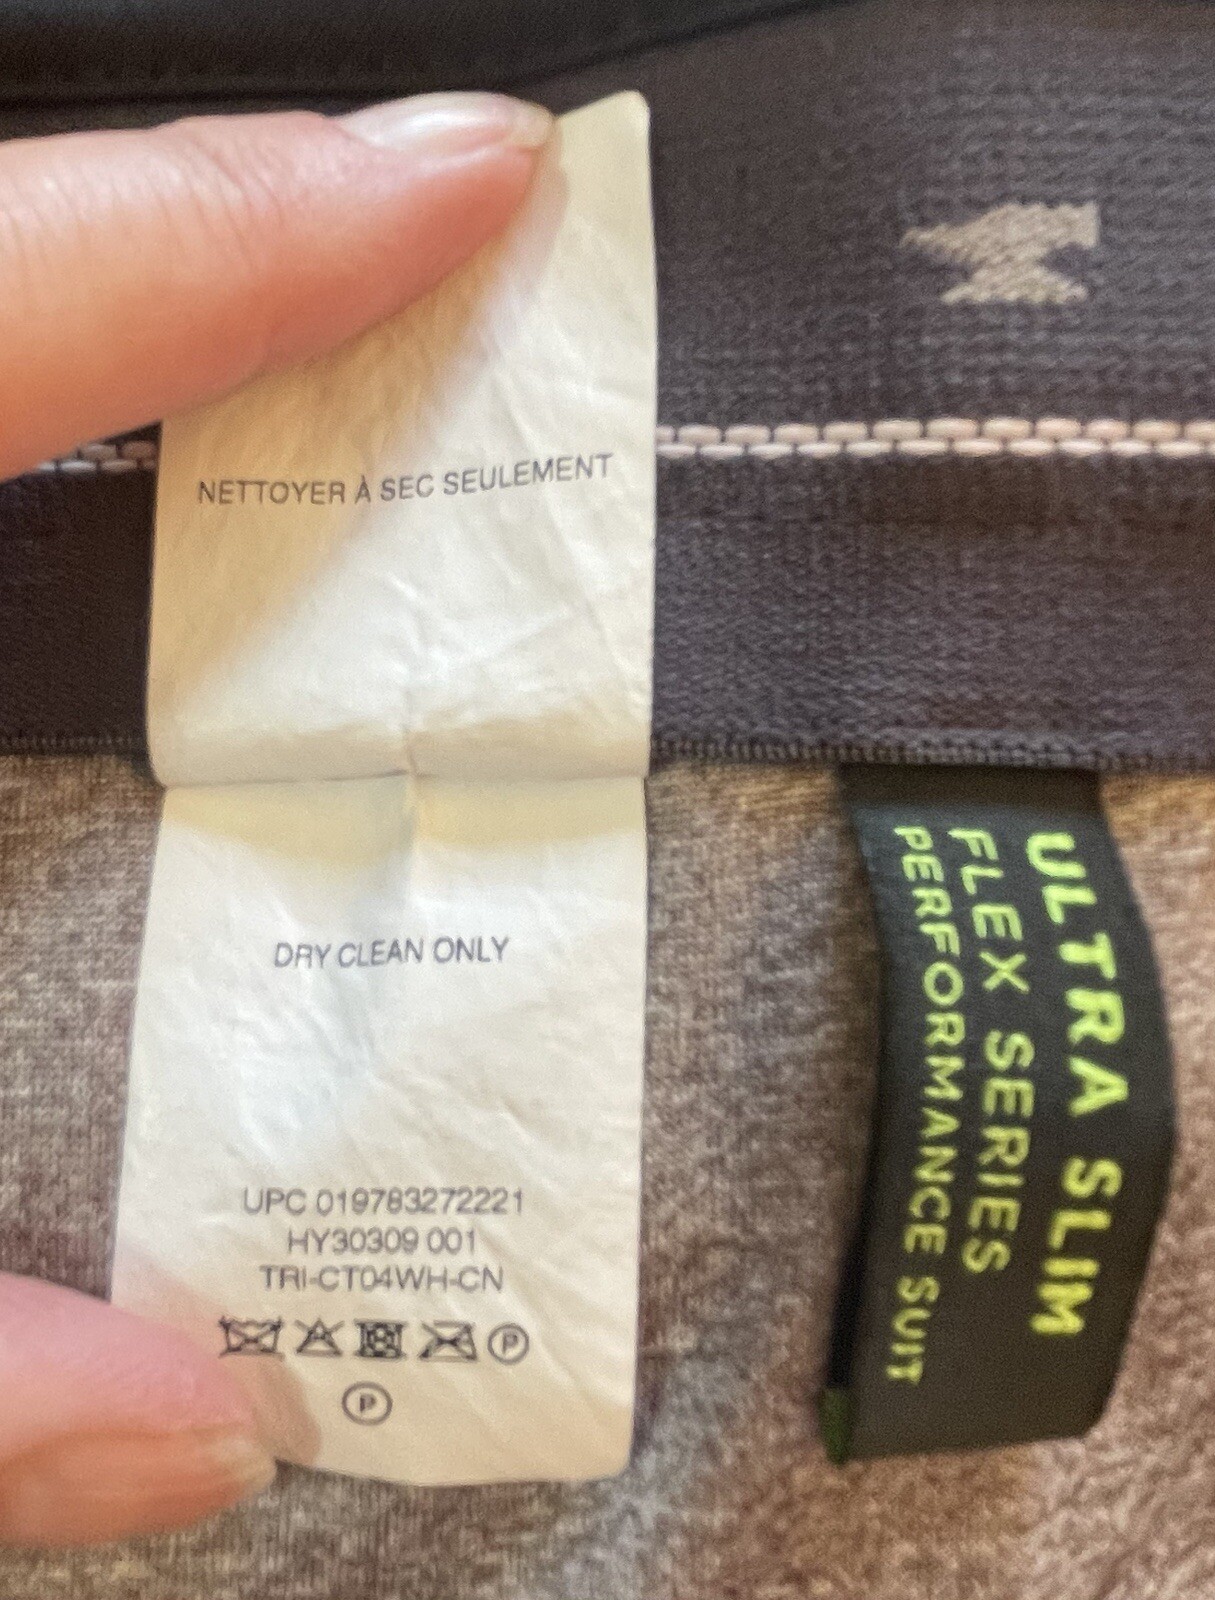 NETTOYER À SEC SEULEMENT
DRY CLEAN ONLY
UPC 019783272221
HY30309 001
TRI-CT04WH-CN
P
P
ULTRA SLIM
FLEX SERIES
PERFORMANCE SUIT